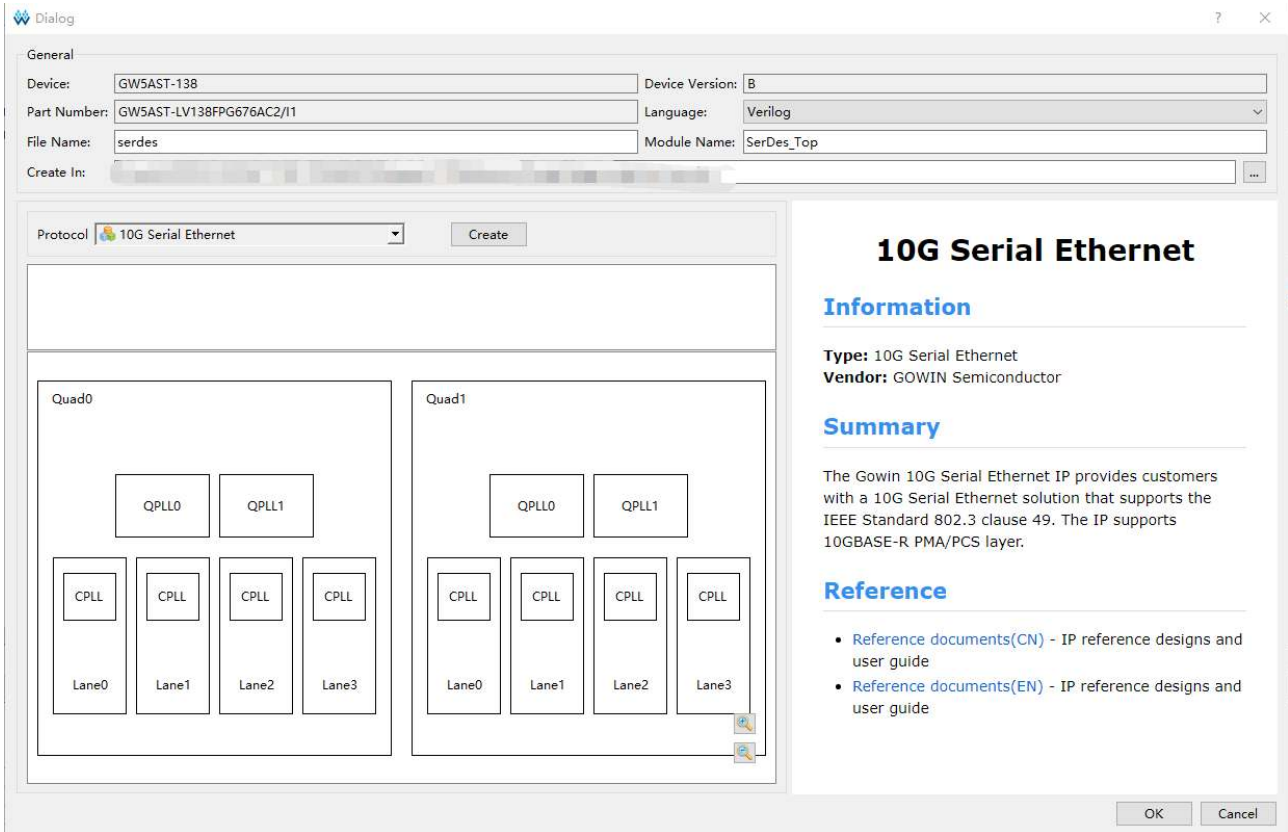 Dialog
General
Device: GW5AST-138 Device Version: B
Part Number: GW5AST-LV138FPG676AC2/I1 Language: Verilog
File Name: serdes Module Name: SerDes_Top
Create In: ...
Protocol 10G Serial Ethernet Create
Quad0
QPLL0 QPLL1
CPLL CPLL CPLL CPLL
Lane0 Lane1 Lane2 Lane3
Quad1
QPLL0 QPLL1
CPLL CPLL CPLL CPLL
Lane0 Lane1 Lane2 Lane3
10G Serial Ethernet
Information
Type: 10G Serial Ethernet
Vendor: GOWIN Semiconductor
Summary
The Gowin 10G Serial Ethernet IP provides customers
with a 10G Serial Ethernet solution that supports the
IEEE Standard 802.3 clause 49. The IP supports
10GBASE-R PMA/PCS layer.
Reference
• Reference documents(CN) - IP reference designs and
user guide
• Reference documents(EN) - IP reference designs and
user guide
OK Cancel